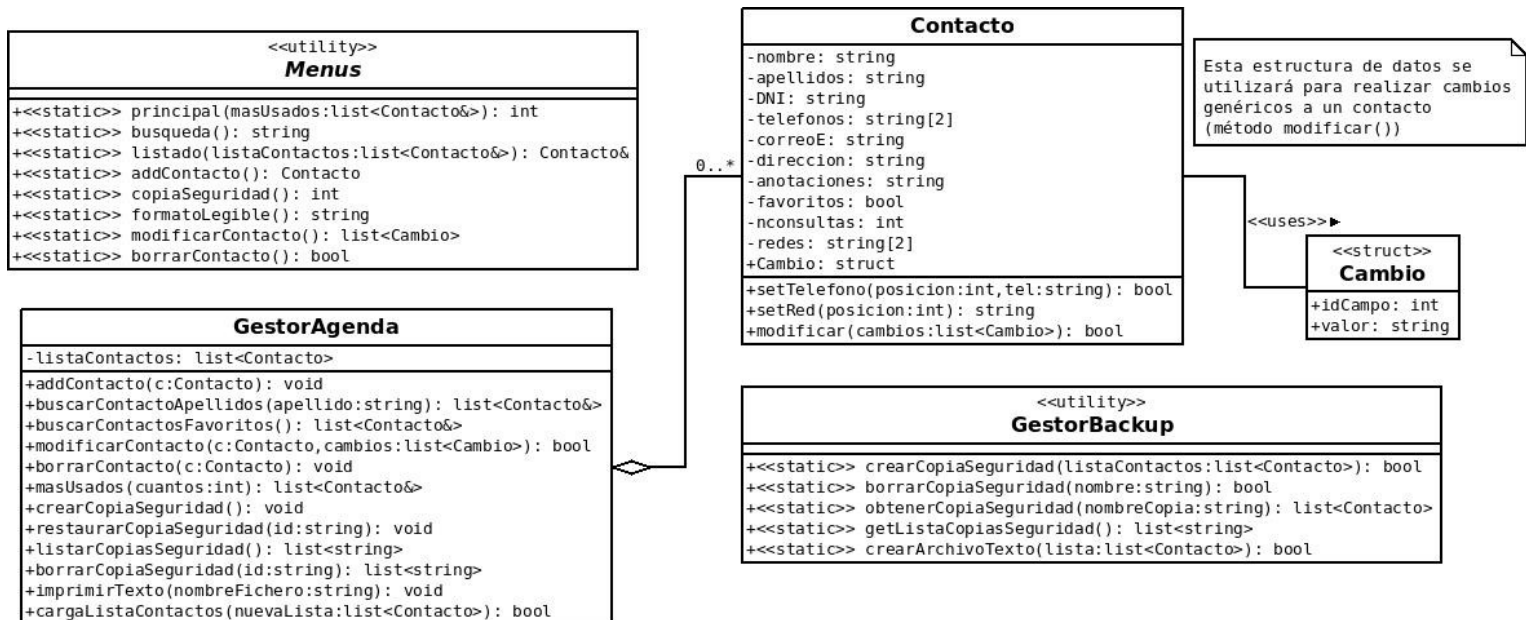 <<utility>>
Menus
+<<static>> principal(masUsados:list<Contacto&>): int
+<<static>> busqueda(): string
+<<static>> listado(listaContactos:list<Contacto&>): Contacto&
+<<static>> addContacto(): Contacto
+<<static>> copiaSeguridad(): int
+<<static>> formatoLegible(): string
+<<static>> modificarContacto(): list<Cambio>
+<<static>> borrarContacto(): bool
Contacto
-nombre: string
-apellidos: string
-DNI: string
-telefonos: string[2]
-correoE: string
-direccion: string
-anotaciones: string
-favoritos: bool
-nconsultas: int
-redes: string[2]
+Cambio: struct
+setTelefono(posicion:int,tel:string): bool
+setRed(posicion:int): string
+modificar(cambios:list<Cambio>): bool
Esta estructura de datos se
utilizará para realizar cambios
genéricos a un contacto
(método modificar())
0..*
<<uses>>
<<struct>>
Cambio
+idCampo: int
+valor: string
GestorAgenda
-listaContactos: list<Contacto>
+addContacto(c:Contacto): void
+buscarContactoApellidos(apellido:string): list<Contacto&>
+buscarContactosFavoritos(): list<Contacto&>
+modificarContacto(c:Contacto,cambios:list<Cambio>): bool
+borrarContacto(c:Contacto): void
+masUsados(cuantos:int): list<Contacto&>
+crearCopiaSeguridad(): void
+restaurarCopiaSeguridad(id:string): void
+listarCopiasSeguridad(): list<string>
+borrarCopiaSeguridad(id:string): list<string>
+imprimirTexto(nombreFichero:string): void
+cargaListaContactos(nuevaLista:list<Contacto>): bool
<<utility>>
GestorBackup
+<<static>> crearCopiaSeguridad(listaContactos:list<Contacto>): bool
+<<static>> borrarCopiaSeguridad(nombre:string): bool
+<<static>> obtenerCopiaSeguridad(nombreCopia:string): list<Contacto>
+<<static>> getListaCopiasSeguridad(): list<string>
+<<static>> crearArchivoTexto(lista:list<Contacto>): bool